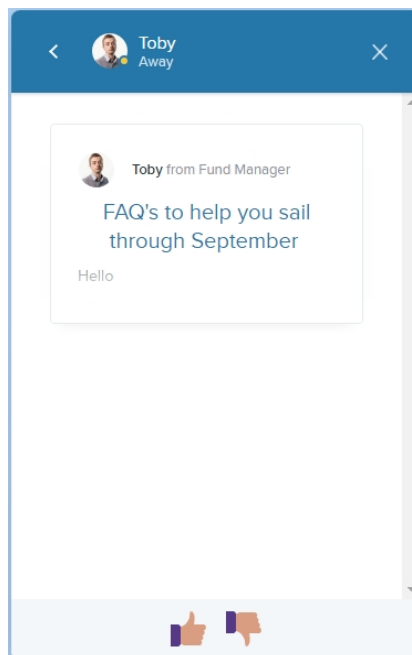 Toby
Away
Toby from Fund Manager
FAQ's to help you sail
through September
Hello